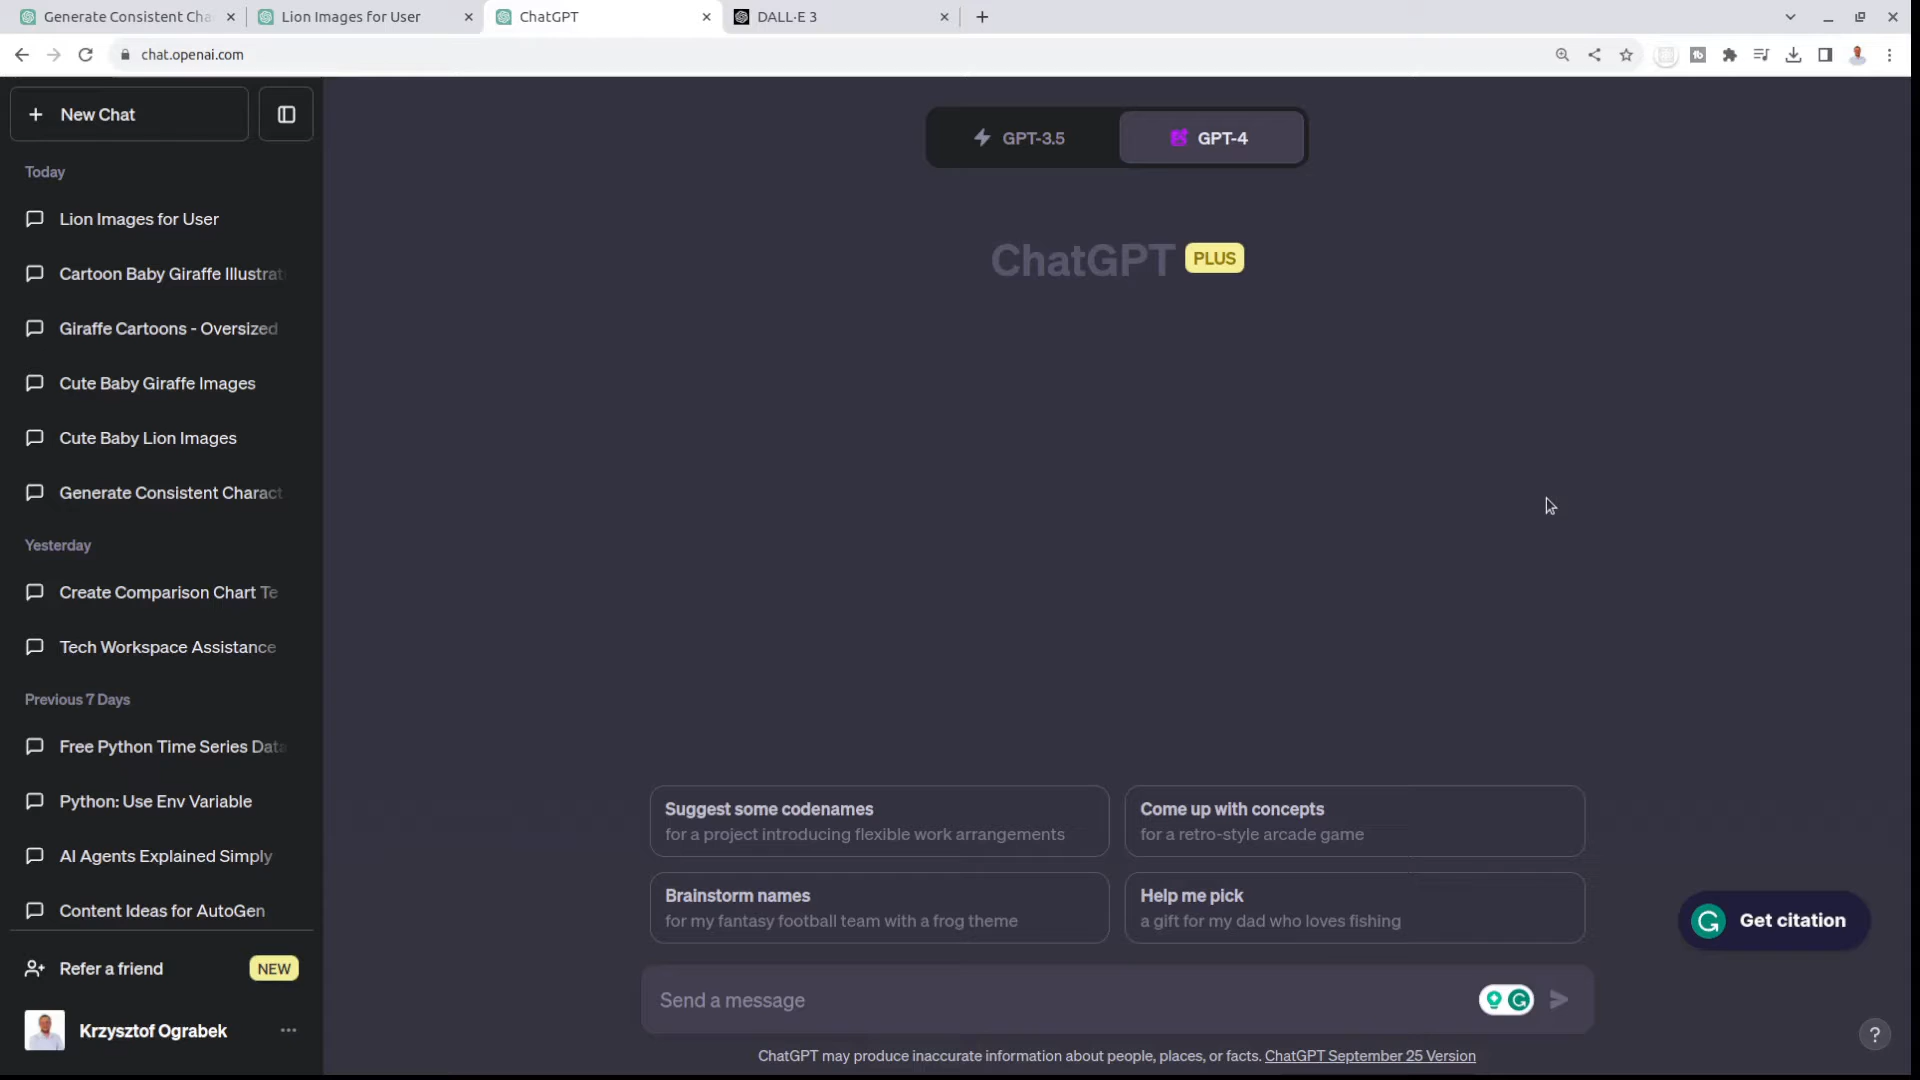 Generate Consistent Cha
Lion Images for User
ChatGPT
DALL·E 3
chat.openai.com
New Chat
Today
Lion Images for User
Cartoon Baby Giraffe Illustrat
Giraffe Cartoons - Oversized
Cute Baby Giraffe Images
Cute Baby Lion Images
Generate Consistent Charact
Yesterday
Create Comparison Chart Te
Tech Workspace Assistance
Previous 7 Days
Free Python Time Series Data
Python: Use Env Variable
AI Agents Explained Simply
Content Ideas for AutoGen
Refer a friend
NEW
Krzysztof Ograbek
GPT-3.5
GPT-4
ChatGPT PLUS
Suggest some codenames
for a project introducing flexible work arrangements
Come up with concepts
for a retro-style arcade game
Brainstorm names
for my fantasy football team with a frog theme
Help me pick
a gift for my dad who loves fishing
Get citation
Send a message
?
ChatGPT may produce inaccurate information about people, places, or facts. ChatGPT September 25 Version